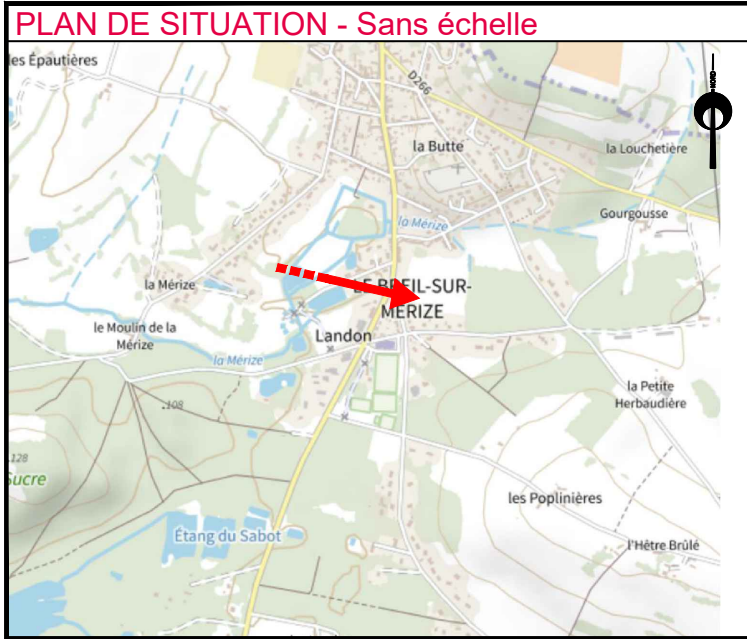 PLAN DE SITUATION - Sans échelle
les Épautières
NORD
D266
la Butte
la Louchetière
Gourgousse
la Mérize
la Mérize
LE BREIL-SUR-
MÉRIZE
le Moulin de la
Mérize
Landon
la Mérize
la Petite
Herbaudière
.108
128
Sucre
les Poplinières
Étang du Sabot
l'Hêtre Brûlé